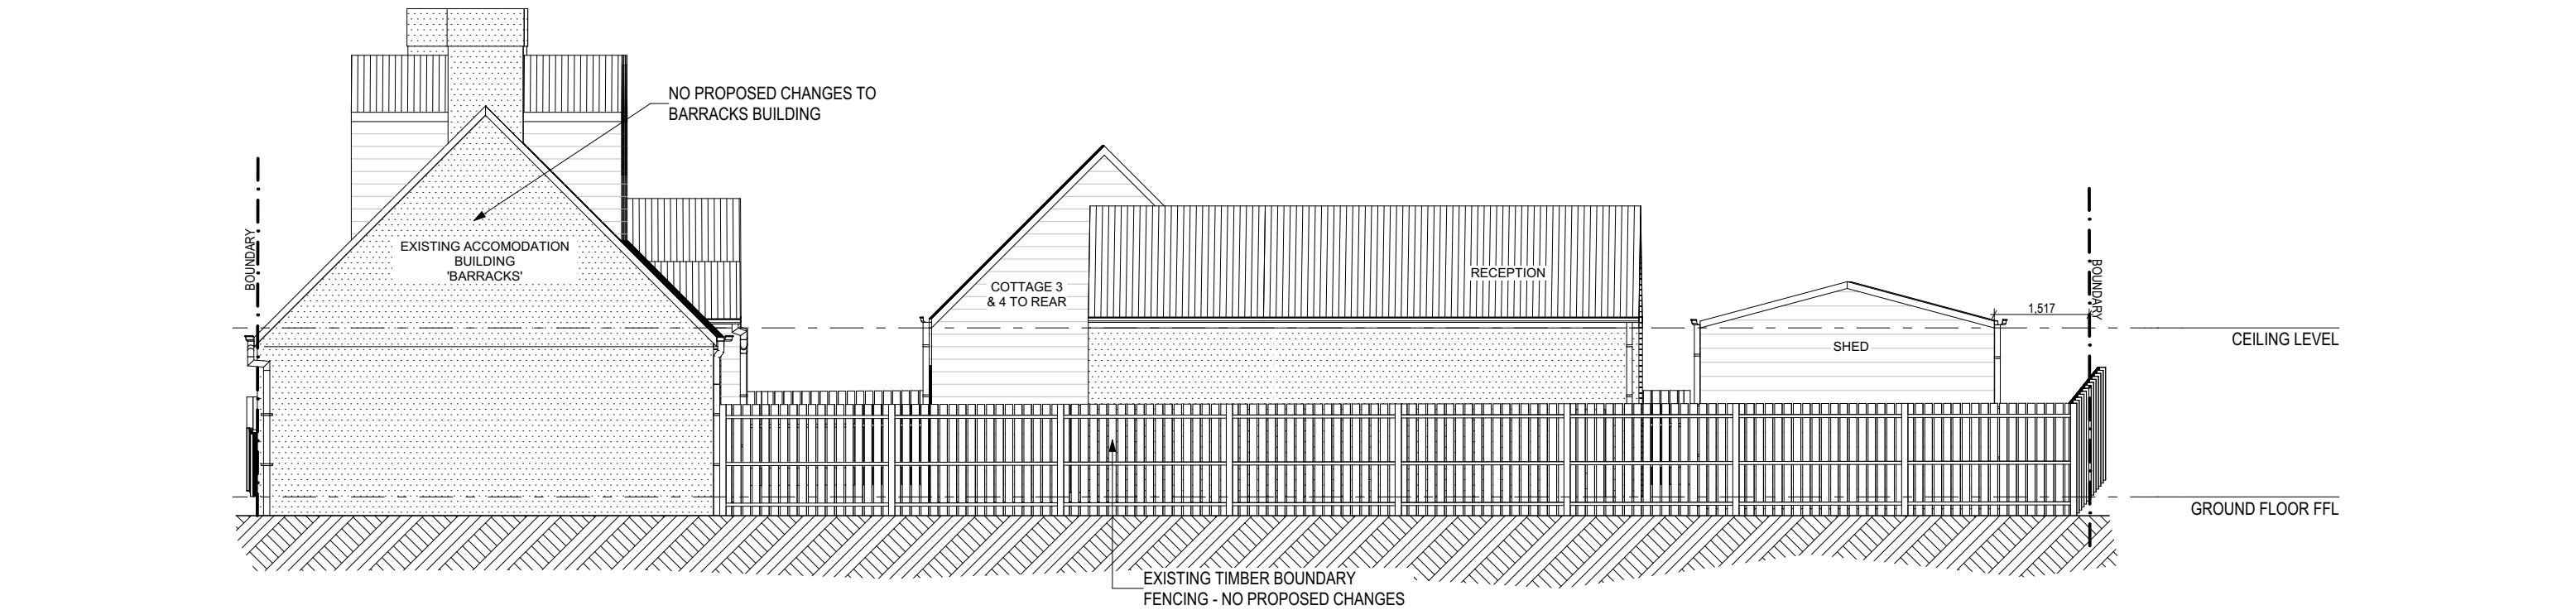 NO PROPOSED CHANGES TO
BARRACKS BUILDING
BOUNDARY
EXISTING ACCOMODATION
BUILDING
'BARRACKS'
COTTAGE 3
& 4 TO REAR
RECEPTION
SHED
1,517
BOUNDARY
CEILING LEVEL
GROUND FLOOR FFL
EXISTING TIMBER BOUNDARY
FENCING - NO PROPOSED CHANGES